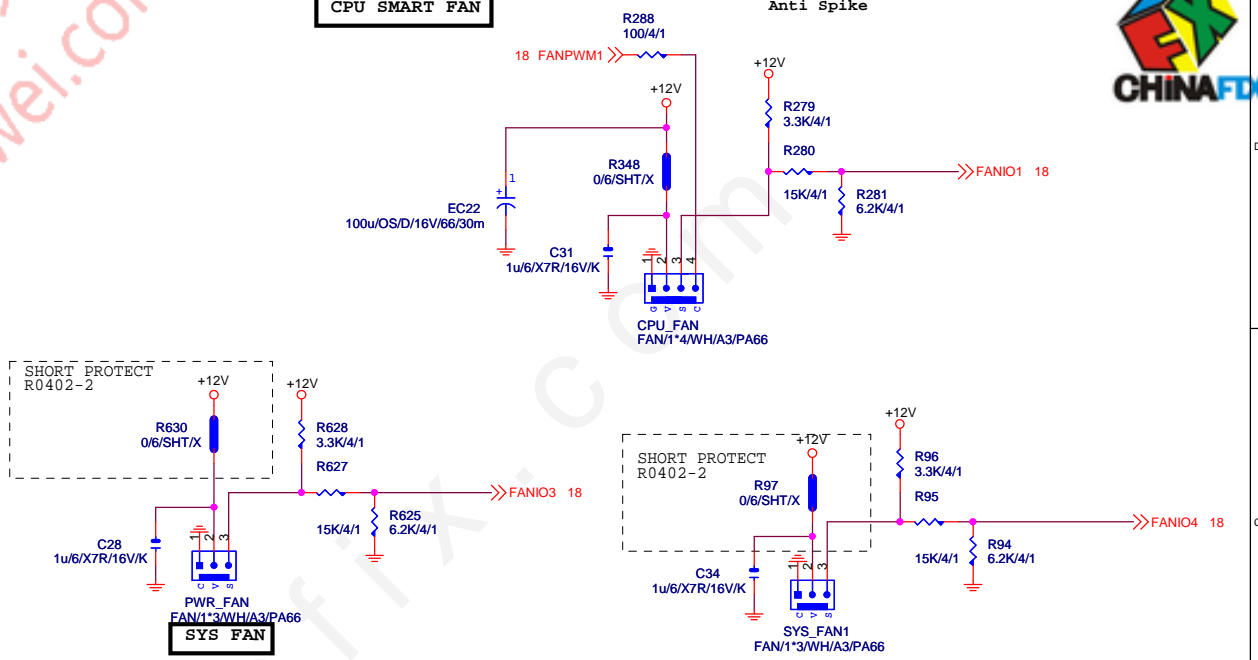 CPU SMART FAN
Anti Spike
R288
100/4/1
18 FANPWM1
+12V
+12V
R279
3.3K/4/1
R280
15K/4/1
R281
6.2K/4/1
FANIO1 18
R348
0/6/SHT/X
1
+
EC22
100u/OS/D/16V/66/30m
C31
1u/6/X7R/16V/K
1 2 3 4
G V S C
CPU_FAN
FAN/1*4/WH/A3/PA66
CHINAFIX
wei.com
fix.com
SHORT PROTECT
R0402-2
+12V
+12V
R630
0/6/SHT/X
R628
3.3K/4/1
R627
15K/4/1
R625
6.2K/4/1
FANIO3 18
C28
1u/6/X7R/16V/K
1 2 3
C V S
PWR_FAN
FAN/1*3/WH/A3/PA66
SYS FAN
SHORT PROTECT
R0402-2
+12V
+12V
R97
0/6/SHT/X
R96
3.3K/4/1
R95
15K/4/1
R94
6.2K/4/1
FANIO4 18
C34
1u/6/X7R/16V/K
1 2 3
C V S
SYS_FAN1
FAN/1*3/WH/A3/PA66